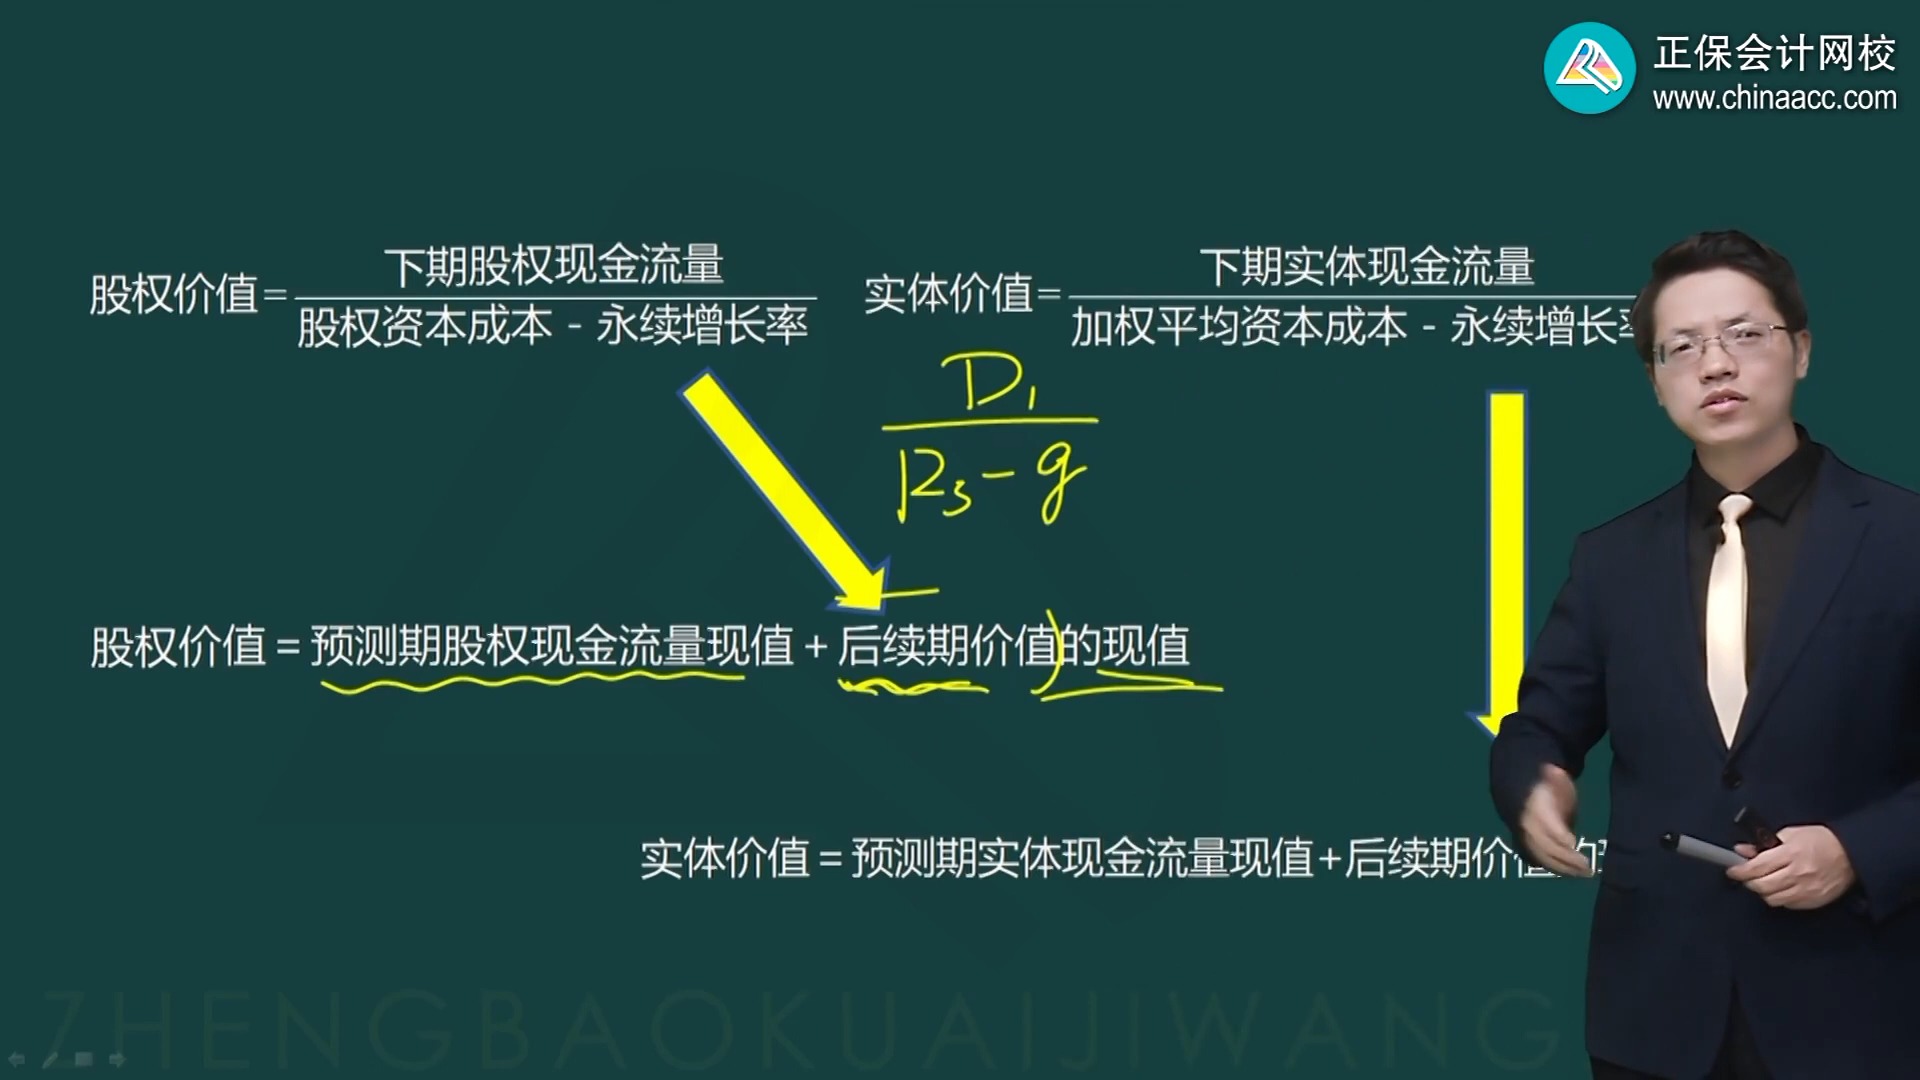 正保会计网校
www.chinaacc.com
股权价值=下期股权现金流量
股权资本成本 - 永续增长率
实体价值=下期实体现金流量
加权平均资本成本 - 永续增长率
D₁
R₃ - g
股权价值 = 预测期股权现金流量现值 + 后续期价值)的现值
实体价值 = 预测期实体现金流量现值+后续期价值的
ZHENGBAOKUAIJIWANG